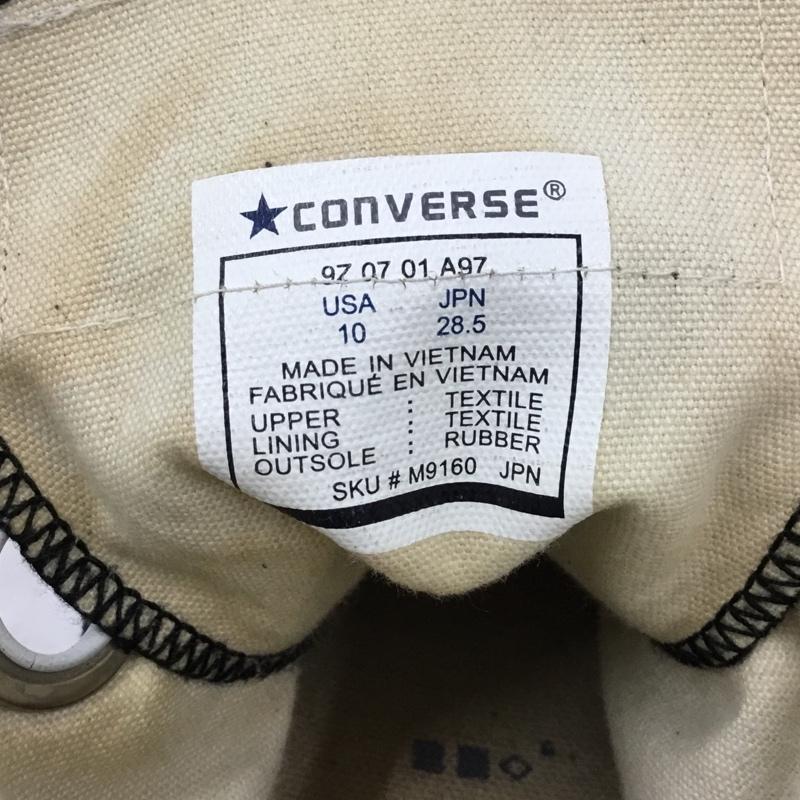 ★CONVERSE®
9Z 07 01 A97
USA JPN
10 28.5
MADE IN VIETNAM
FABRIQUÉ EN VIETNAM
UPPER : TEXTILE
LINING : TEXTILE
OUTSOLE : RUBBER
SKU # M9160 JPN